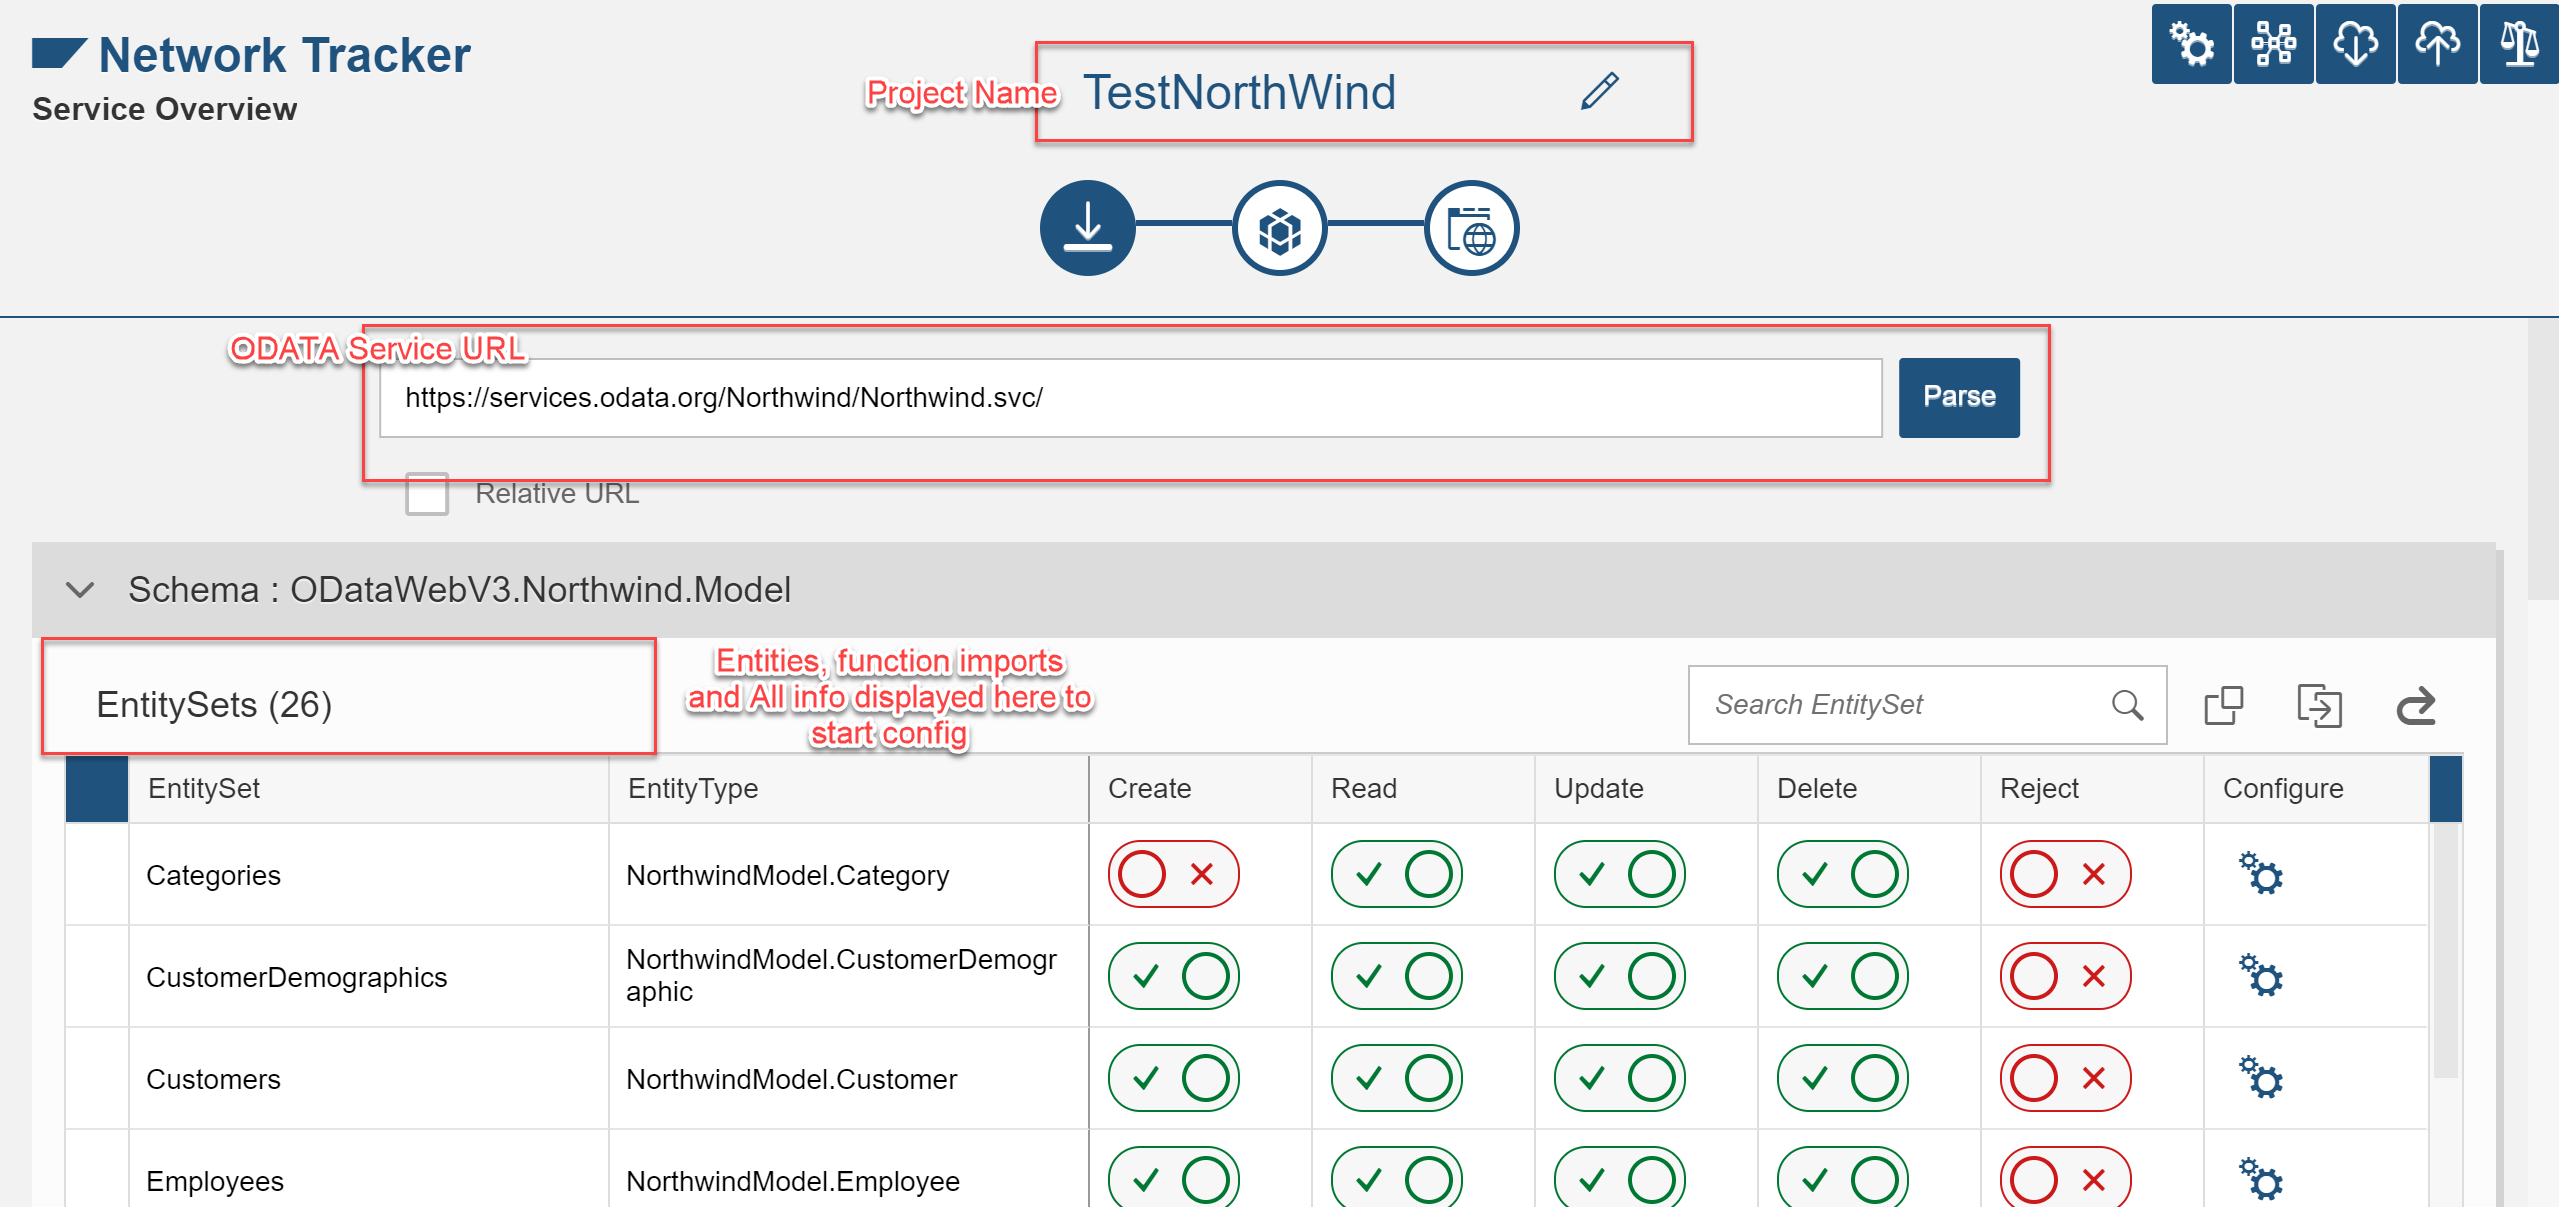 Network Tracker
Service Overview
Project Name
TestNorthWind
ODATA Service URL
https://services.odata.org/Northwind/Northwind.svc/
Parse
Relative URL
Schema : ODataWebV3.Northwind.Model
EntitySets (26)
Entities, function imports
and All info displayed here to
start config
Search EntitySet
EntitySet EntityType Create Read Update Delete Reject Configure
Categories NorthwindModel.Category
CustomerDemographics NorthwindModel.CustomerDemogr
aphic
Customers NorthwindModel.Customer
Employees NorthwindModel.Employee